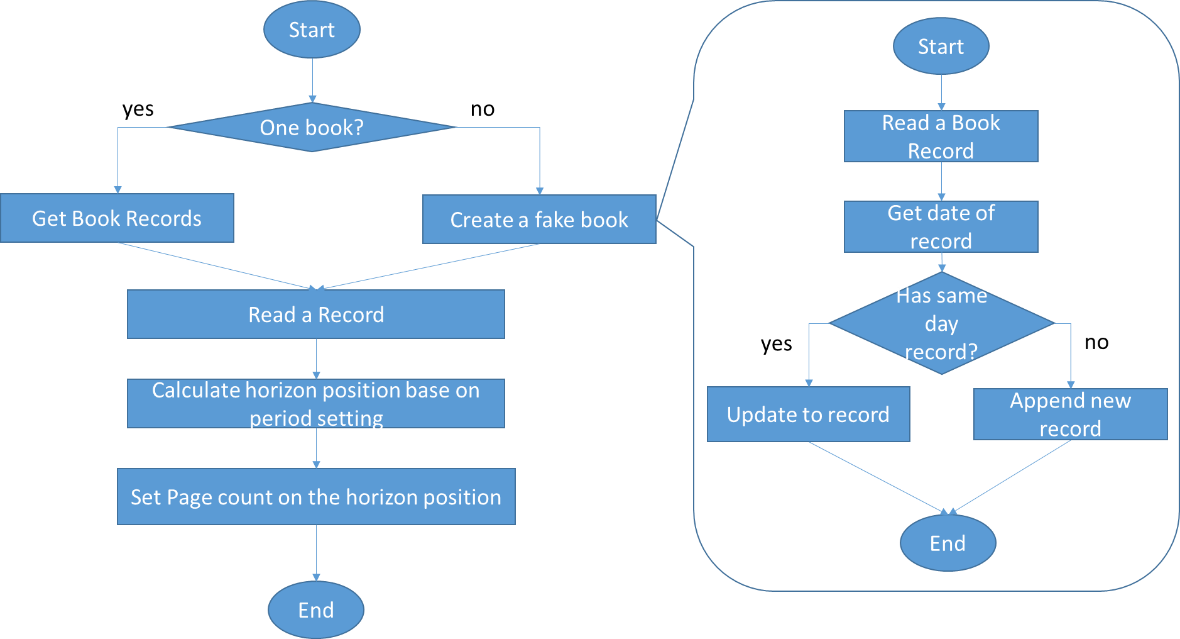 Start
yes
no
One book?
Get Book Records
Create a fake book
Read a Record
Calculate horizon position base on
period setting
Set Page count on the horizon position
End
Start
Read a Book
Record
Get date of
record
Has same
day
record?
yes
no
Update to record
Append new
record
End